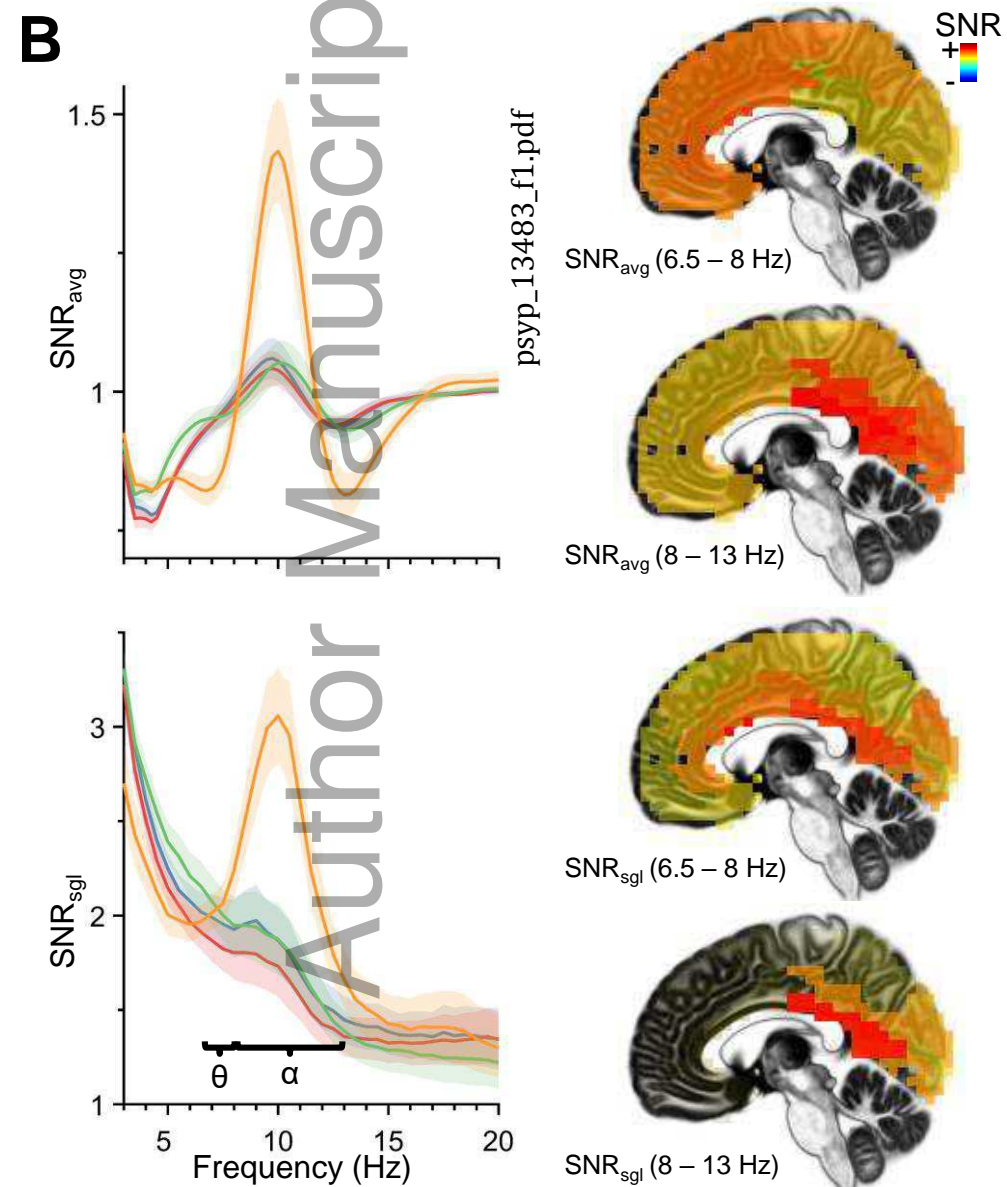 B
SNR
+
-
1.5
1
SNRavg
Author Manuscrip
psyp_13483_f1.pdf
SNRavg (6.5 – 8 Hz)
SNRavg (8 – 13 Hz)
3
2
1
SNRsgl
θ
α
5 10 15 20
Frequency (Hz)
SNRsgl (6.5 – 8 Hz)
SNRsgl (8 – 13 Hz)